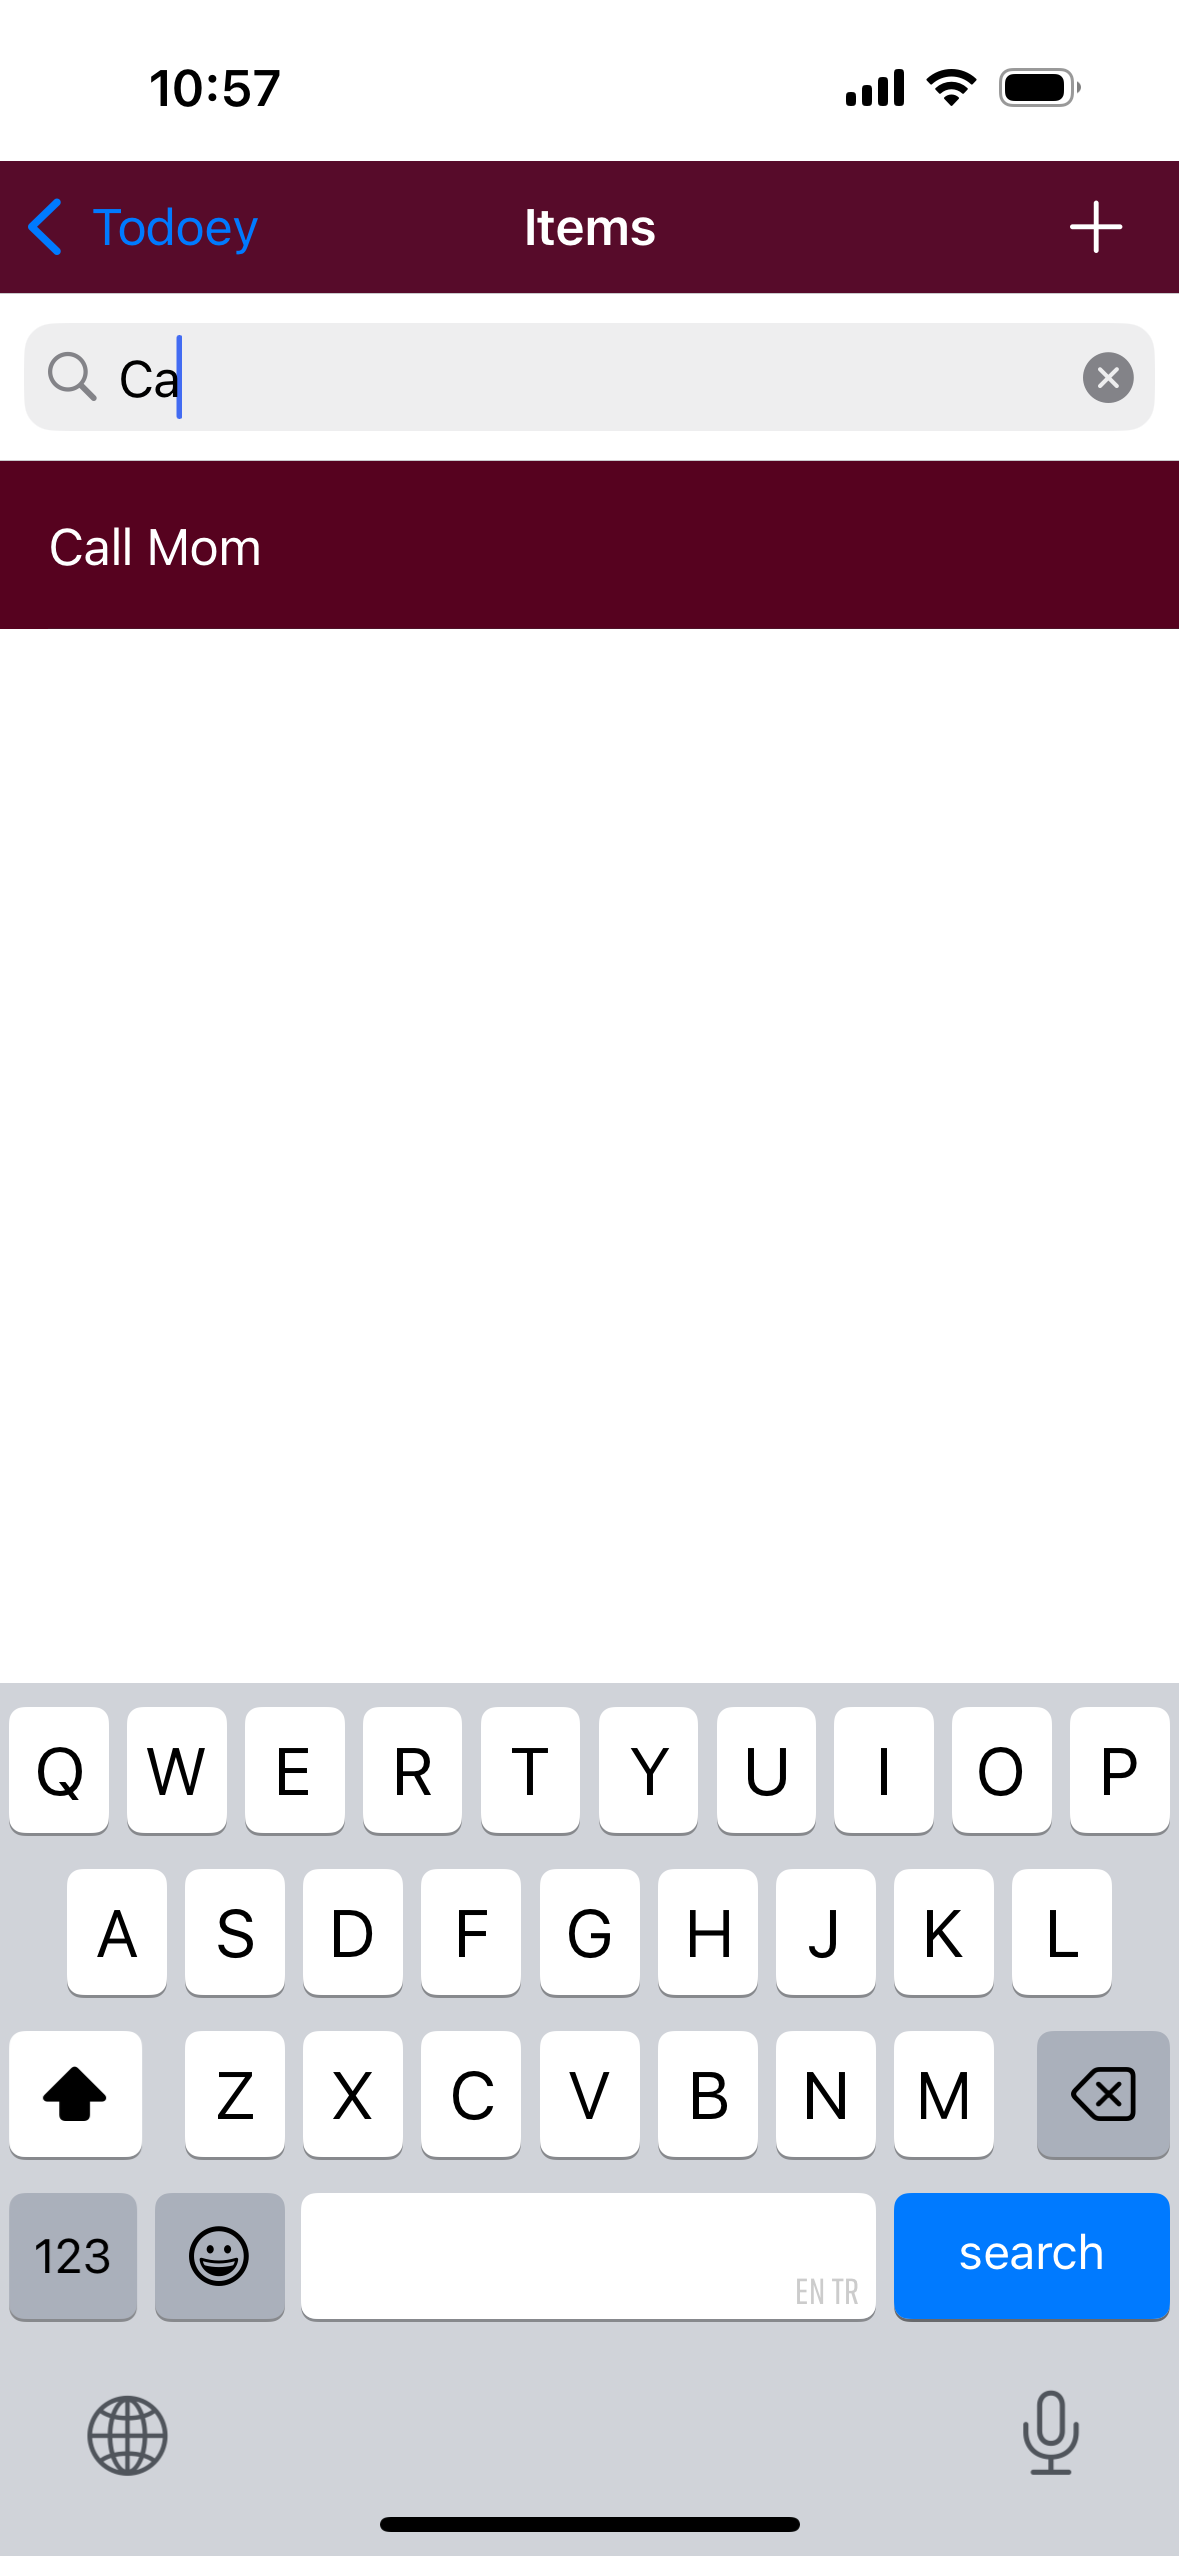 10:57
Todoey
Items
Ca
Call Mom
Q W E R T Y U I O P
A S D F G H J K L
Z X C V B N M
123
EN TR
search